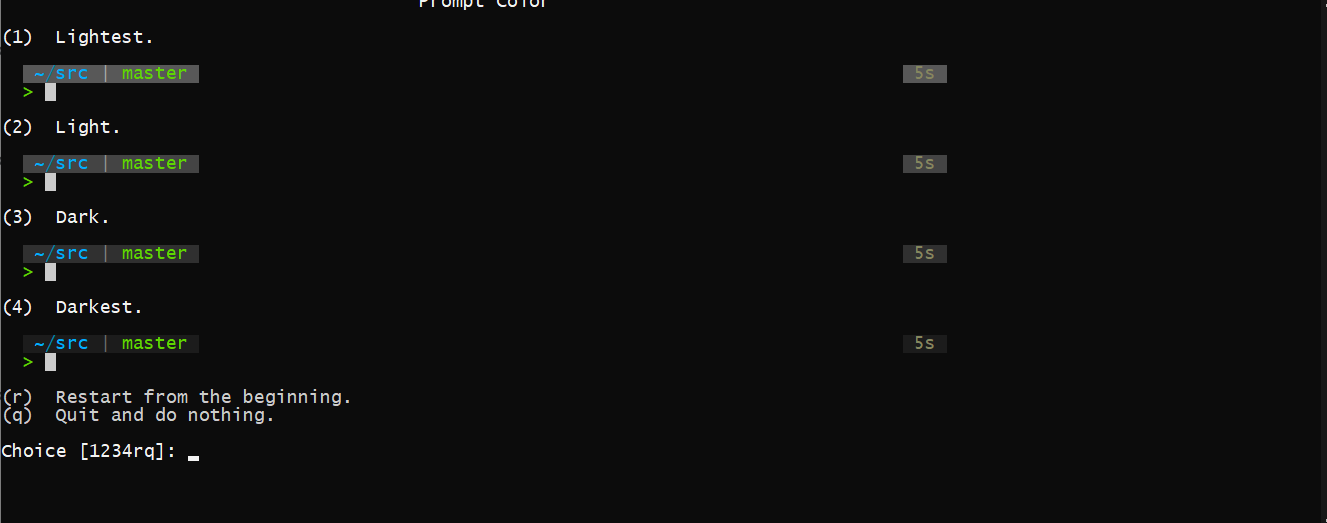 Prompt Color
(1)  Lightest.
~/src | master 5s
>
(2)  Light.
~/src | master 5s
>
(3)  Dark.
~/src | master 5s
>
(4)  Darkest.
~/src | master 5s
>
(r)  Restart from the beginning.
(q)  Quit and do nothing.
Choice [1234rq]: _